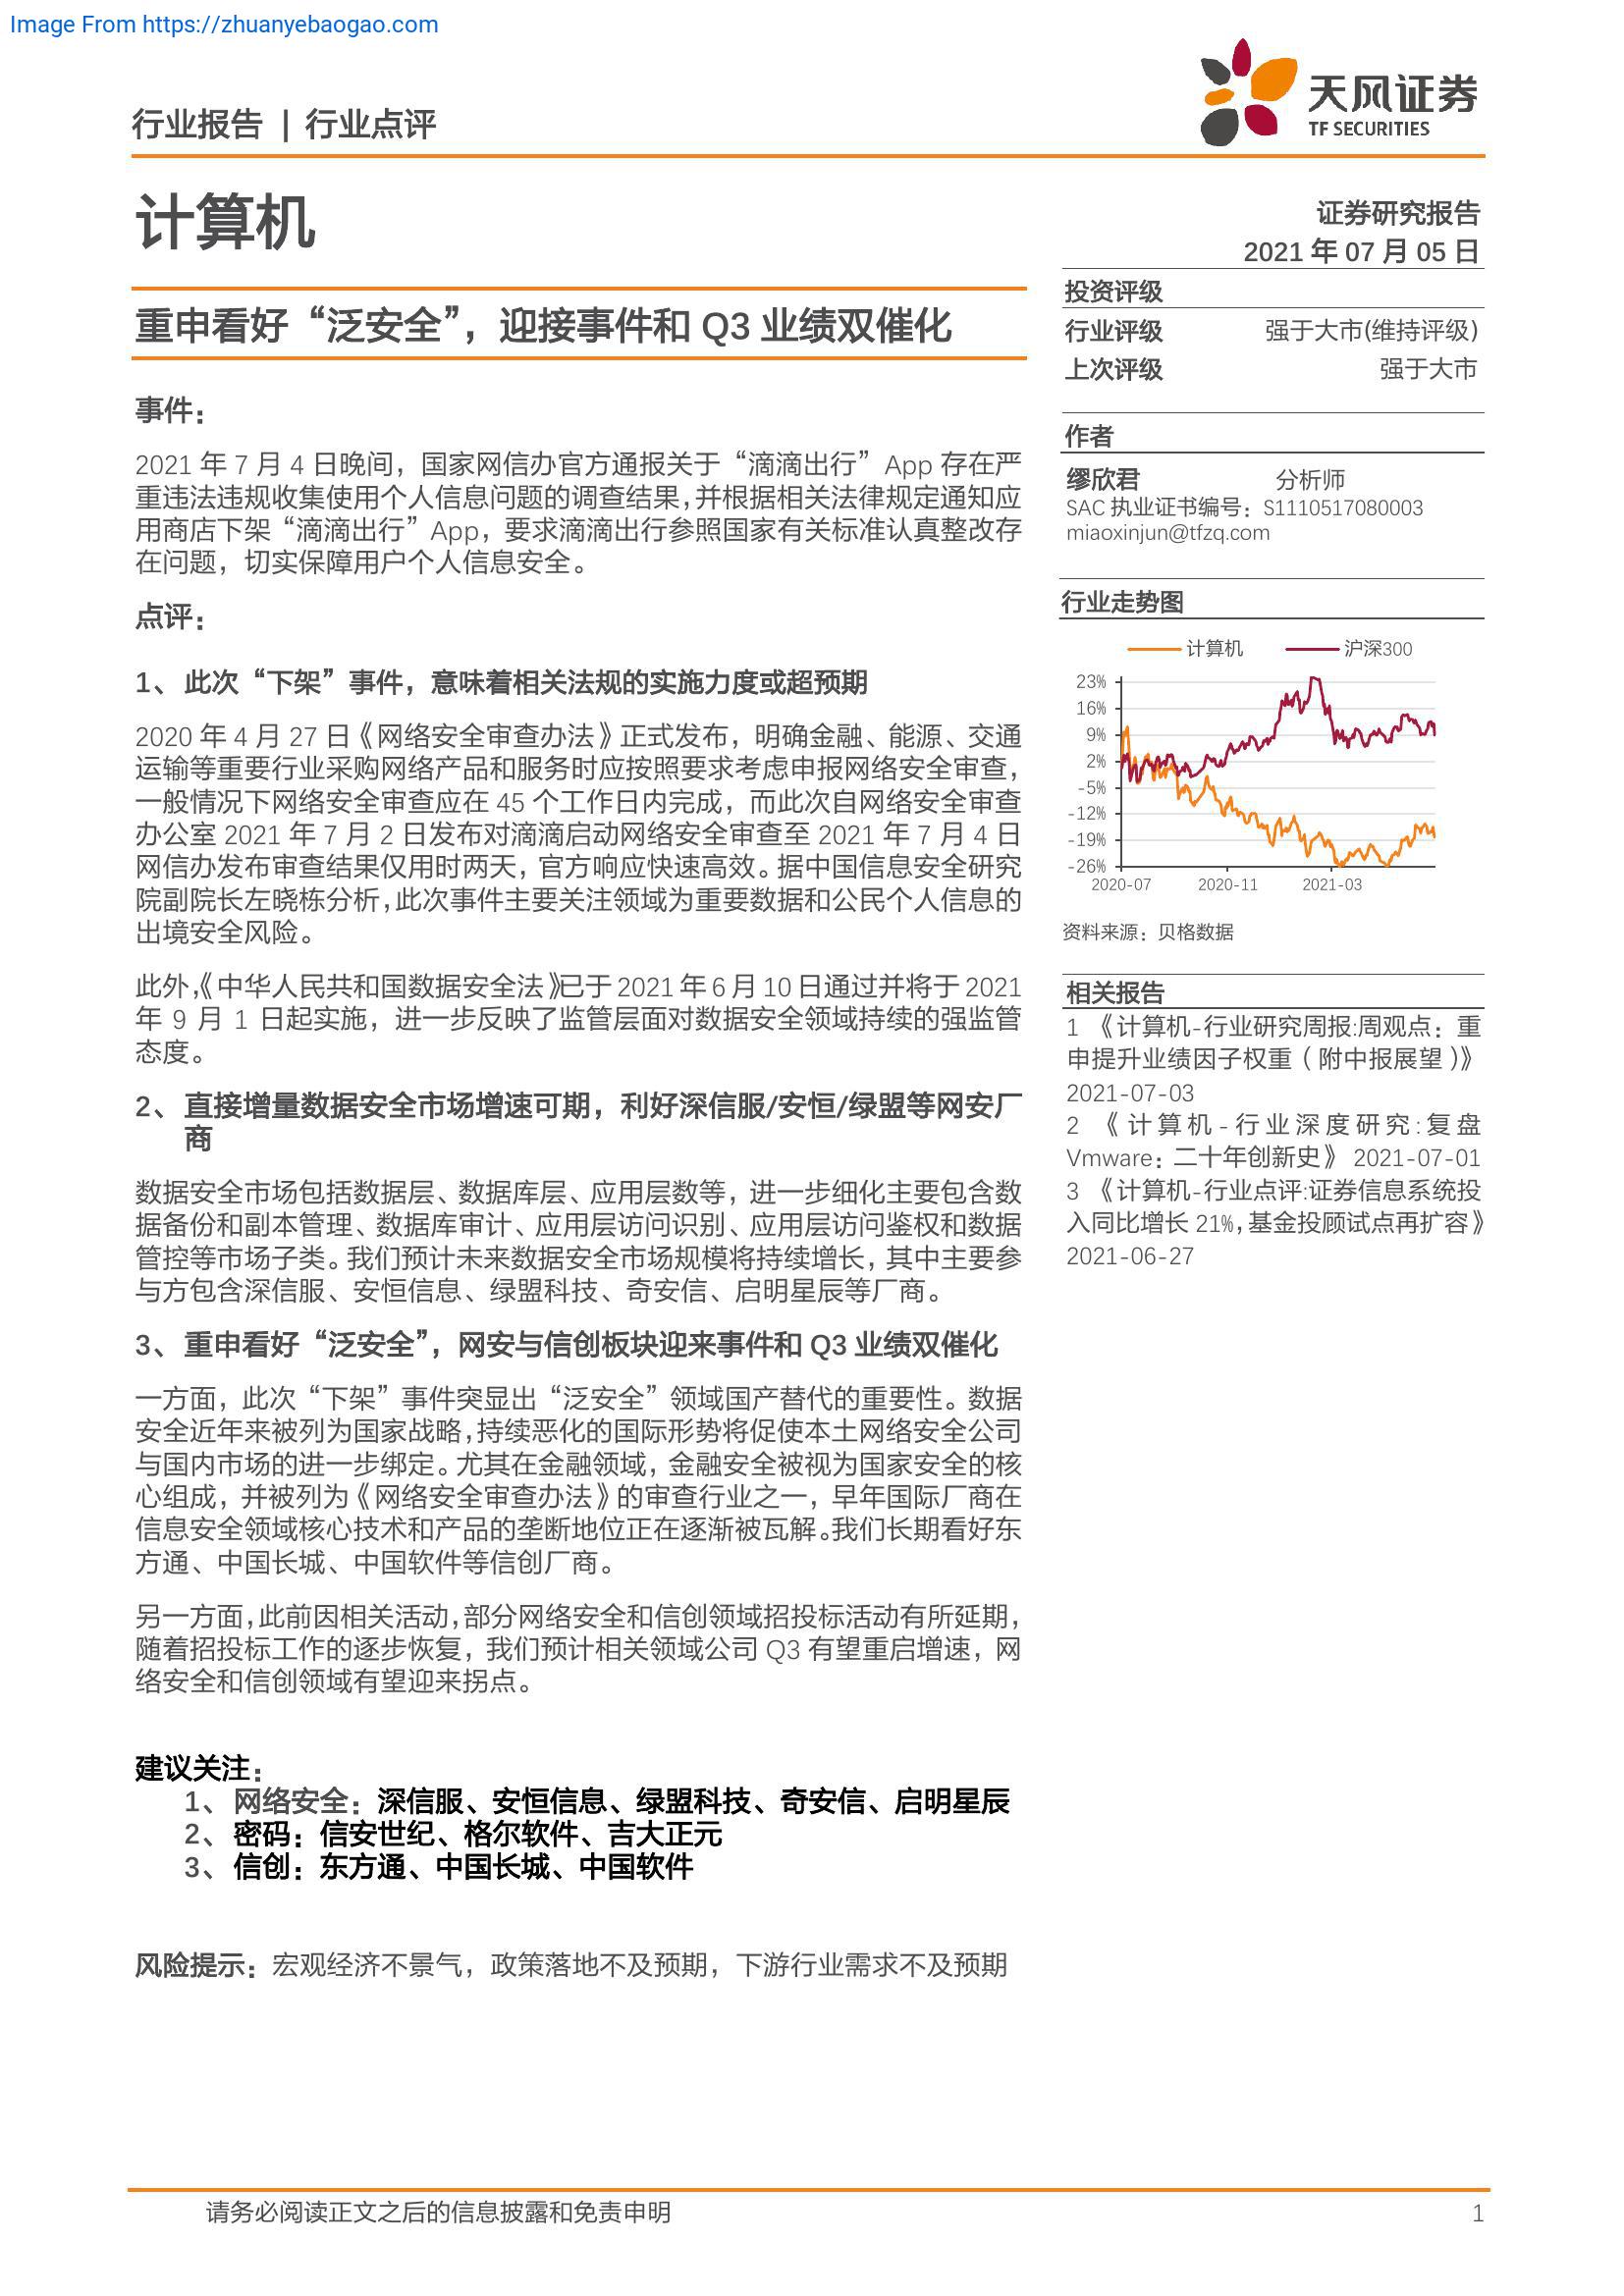 Image From https://zhuanyebaogao.com
行业报告 | 行业点评
天风证券
TF SECURITIES
计算机
证券研究报告
2021 年 07 月 05 日
重申看好“泛安全”，迎接事件和 Q3 业绩双催化
事件：
2021 年 7 月 4 日晚间，国家网信办官方通报关于“滴滴出行”App 存在严
重违法违规收集使用个人信息问题的调查结果，并根据相关法律规定通知应
用商店下架“滴滴出行”App，要求滴滴出行参照国家有关标准认真整改存
在问题，切实保障用户个人信息安全。
点评：
1、 此次“下架”事件，意味着相关法规的实施力度或超预期
2020 年 4 月 27 日《网络安全审查办法》正式发布，明确金融、能源、交通
运输等重要行业采购网络产品和服务时应按照要求考虑申报网络安全审查，
一般情况下网络安全审查应在 45 个工作日内完成，而此次自网络安全审查
办公室 2021 年 7 月 2 日发布对滴滴启动网络安全审查至 2021 年 7 月 4 日
网信办发布审查结果仅用时两天，官方响应快速高效。据中国信息安全研究
院副院长左晓栋分析，此次事件主要关注领域为重要数据和公民个人信息的
出境安全风险。
此外，《中华人民共和国数据安全法》已于 2021 年 6 月 10 日通过并将于 2021
年 9 月 1 日起实施，进一步反映了监管层面对数据安全领域持续的强监管
态度。
2、 直接增量数据安全市场增速可期，利好深信服/安恒/绿盟等网安厂
商
数据安全市场包括数据层、数据库层、应用层数等，进一步细化主要包含数
据备份和副本管理、数据库审计、应用层访问识别、应用层访问鉴权和数据
管控等市场子类。我们预计未来数据安全市场规模将持续增长，其中主要参
与方包含深信服、安恒信息、绿盟科技、奇安信、启明星辰等厂商。
3、 重申看好“泛安全”，网安与信创板块迎来事件和 Q3 业绩双催化
一方面，此次“下架”事件突显出“泛安全”领域国产替代的重要性。数据
安全近年来被列为国家战略，持续恶化的国际形势将促使本土网络安全公司
与国内市场的进一步绑定。尤其在金融领域，金融安全被视为国家安全的核
心组成，并被列为《网络安全审查办法》的审查行业之一，早年国际厂商在
信息安全领域核心技术和产品的垄断地位正在逐渐被瓦解。我们长期看好东
方通、中国长城、中国软件等信创厂商。
另一方面，此前因相关活动，部分网络安全和信创领域招投标活动有所延期，
随着招投标工作的逐步恢复，我们预计相关领域公司 Q3 有望重启增速，网
络安全和信创领域有望迎来拐点。
建议关注：
1、 网络安全：深信服、安恒信息、绿盟科技、奇安信、启明星辰
2、 密码：信安世纪、格尔软件、吉大正元
3、 信创：东方通、中国长城、中国软件
风险提示：宏观经济不景气，政策落地不及预期，下游行业需求不及预期
投资评级
行业评级 强于大市(维持评级)
上次评级 强于大市
作者
缪欣君 分析师
SAC 执业证书编号：S1110517080003
miaoxinjun@tfzq.com
行业走势图
计算机 沪深300
23%
16%
9%
2%
-5%
-12%
-19%
-26%
2020-07 2020-11 2021-03
资料来源：贝格数据
相关报告
1 《计算机-行业研究周报:周观点：重
申提升业绩因子权重（附中报展望）》
2021-07-03
2 《计算机-行业深度研究:复盘
Vmware：二十年创新史》 2021-07-01
3 《计算机-行业点评:证券信息系统投
入同比增长 21%，基金投顾试点再扩容》
2021-06-27
请务必阅读正文之后的信息披露和免责申明
1